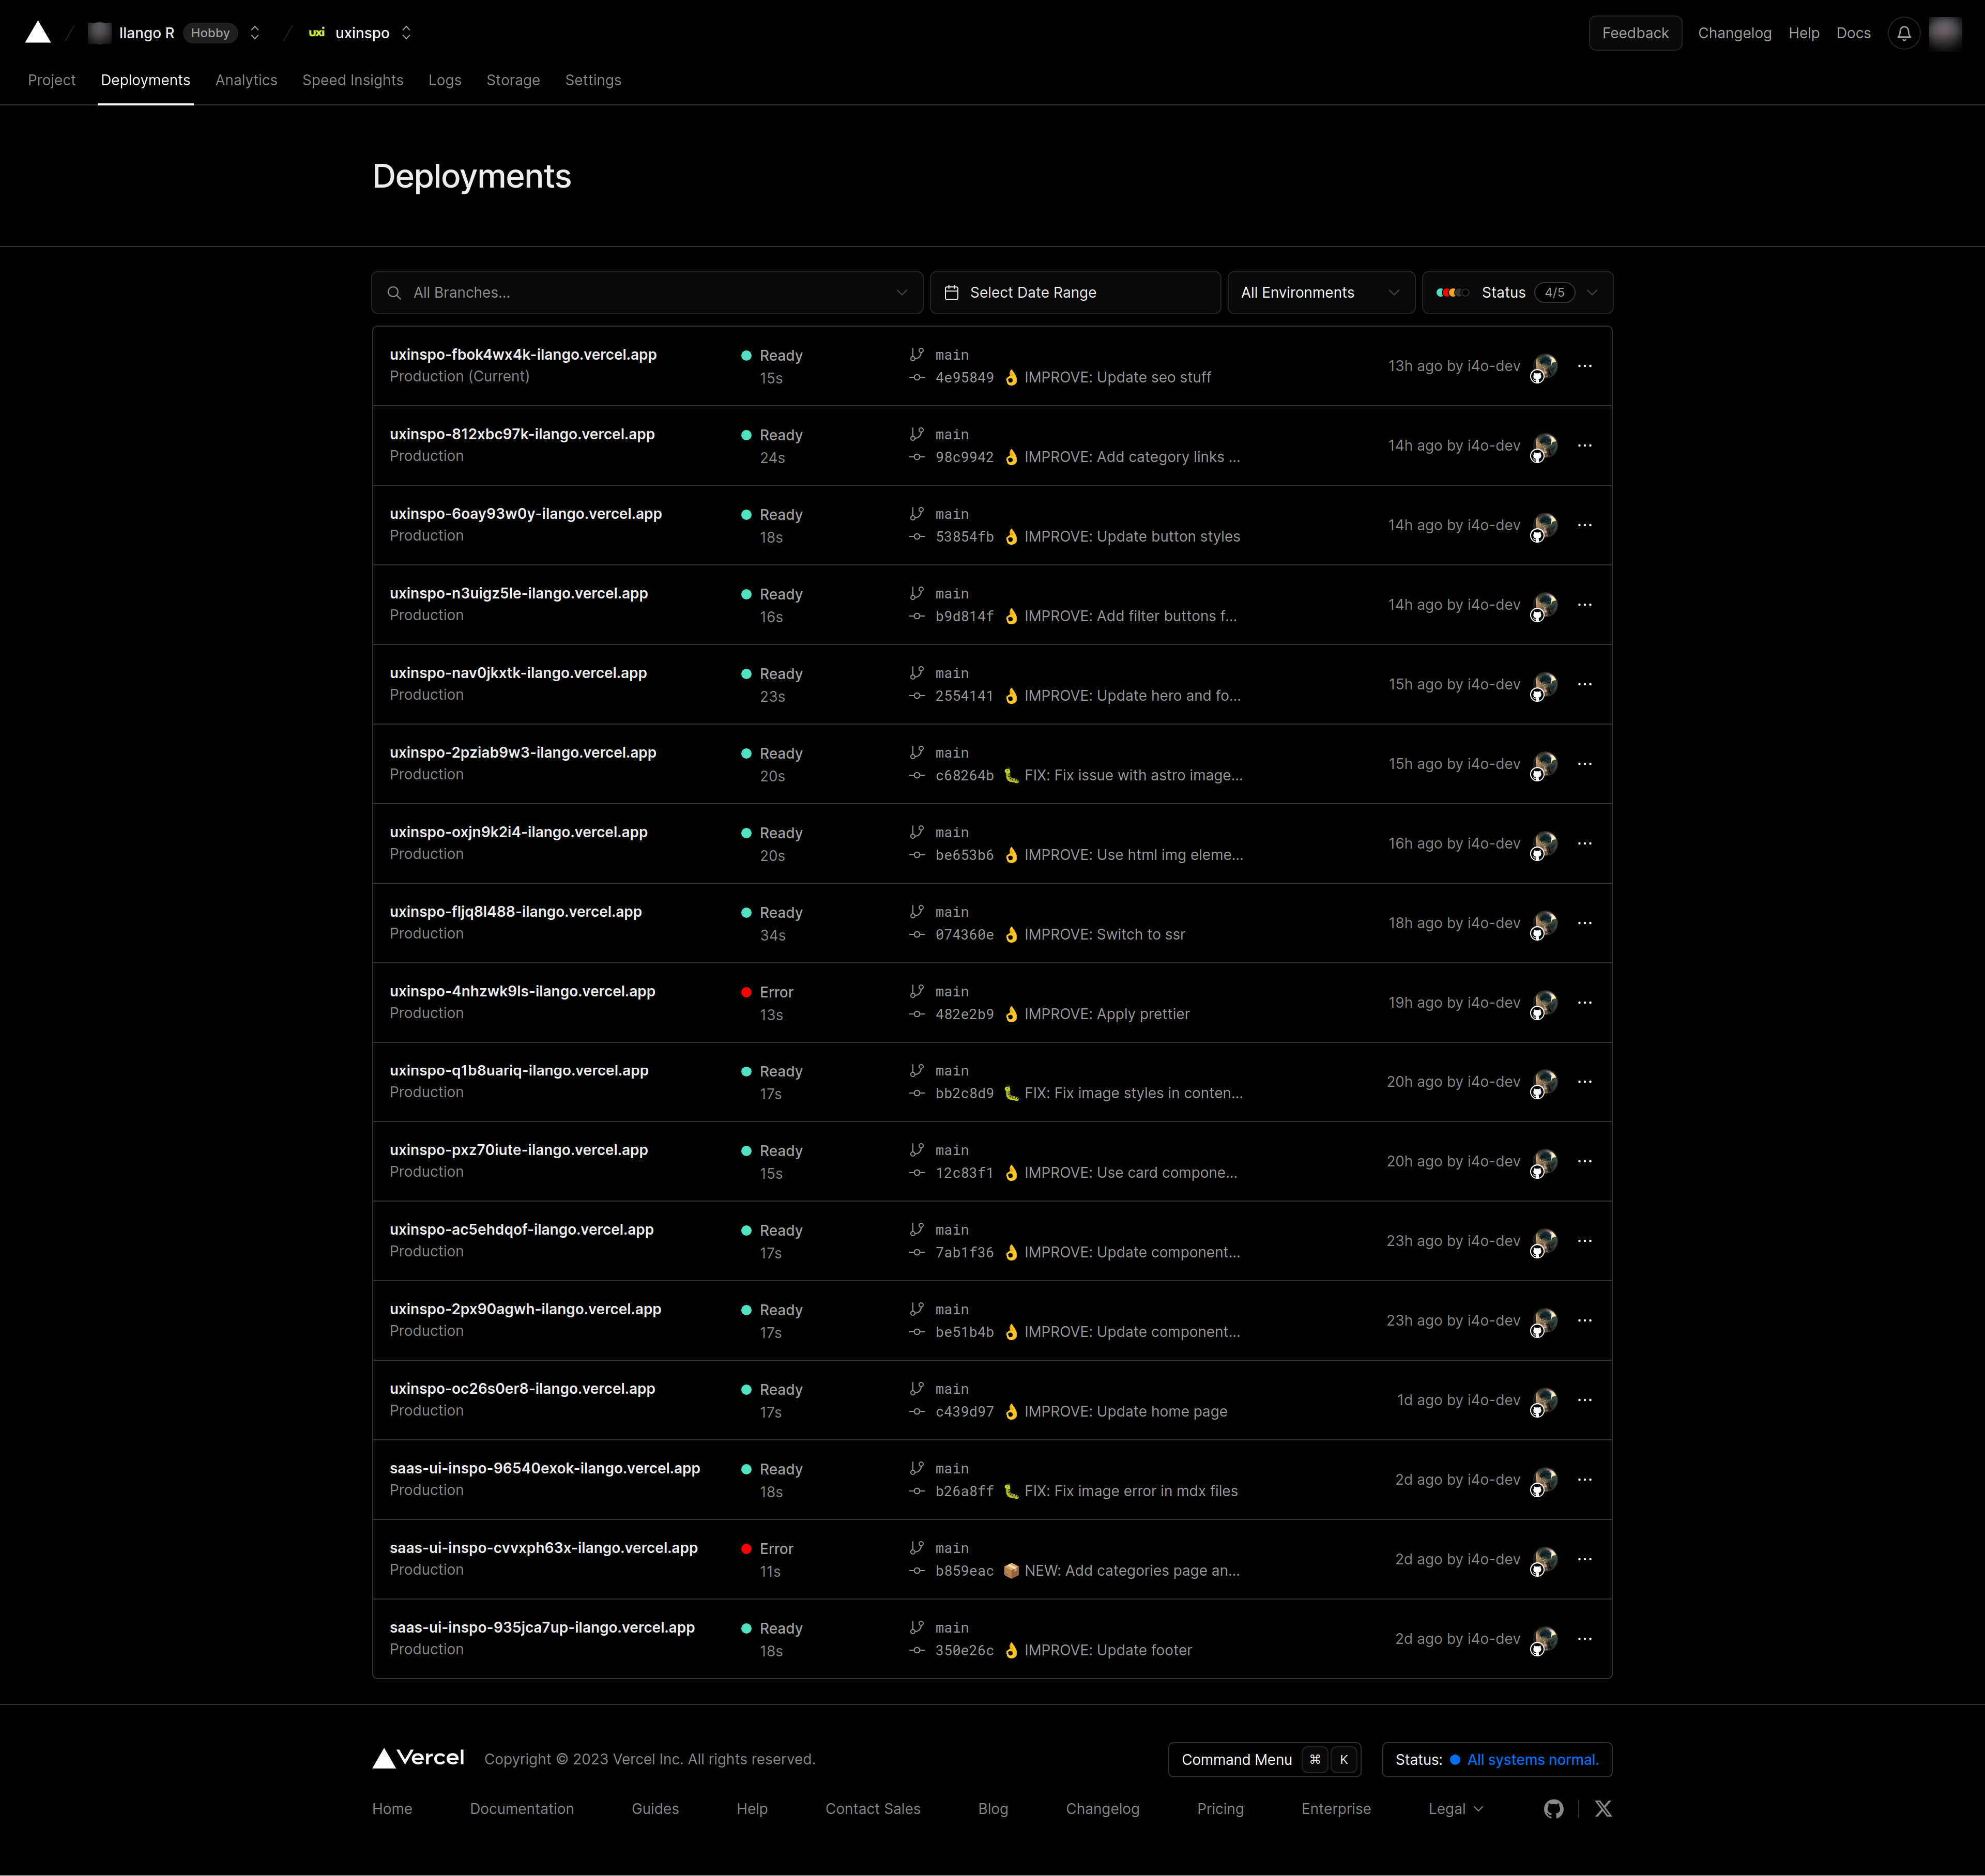 Ilango R Hobby uxi uxinspo Feedback Changelog Help Docs
Project Deployments Analytics Speed Insights Logs Storage Settings
Deployments
All Branches... Select Date Range All Environments Status 4/5
uxinspo-fbok4wx4k-ilango.vercel.app Ready main
Production (Current) 15s 4e95849 👌 IMPROVE: Update seo stuff 13h ago by i4o-dev
uxinspo-812xbc97k-ilango.vercel.app Ready main
Production 24s 98c9942 👌 IMPROVE: Add category links ... 14h ago by i4o-dev
uxinspo-6oay93w0y-ilango.vercel.app Ready main
Production 18s 53854fb 👌 IMPROVE: Update button styles 14h ago by i4o-dev
uxinspo-n3uigz5le-ilango.vercel.app Ready main
Production 16s b9d814f 👌 IMPROVE: Add filter buttons f... 14h ago by i4o-dev
uxinspo-nav0jkxtk-ilango.vercel.app Ready main
Production 23s 2554141 👌 IMPROVE: Update hero and fo... 15h ago by i4o-dev
uxinspo-2pziab9w3-ilango.vercel.app Ready main
Production 20s c68264b 🐛 FIX: Fix issue with astro image... 15h ago by i4o-dev
uxinspo-oxjn9k2i4-ilango.vercel.app Ready main
Production 20s be653b6 👌 IMPROVE: Use html img eleme... 16h ago by i4o-dev
uxinspo-fljq8l488-ilango.vercel.app Ready main
Production 34s 074360e 👌 IMPROVE: Switch to ssr 18h ago by i4o-dev
uxinspo-4nhzwk9ls-ilango.vercel.app Error main
Production 13s 482e2b9 👌 IMPROVE: Apply prettier 19h ago by i4o-dev
uxinspo-q1b8uariq-ilango.vercel.app Ready main
Production 17s bb2c8d9 🐛 FIX: Fix image styles in conten... 20h ago by i4o-dev
uxinspo-pxz70iute-ilango.vercel.app Ready main
Production 15s 12c83f1 👌 IMPROVE: Use card compone... 20h ago by i4o-dev
uxinspo-ac5ehdqof-ilango.vercel.app Ready main
Production 17s 7ab1f36 👌 IMPROVE: Update component... 23h ago by i4o-dev
uxinspo-2px90agwh-ilango.vercel.app Ready main
Production 17s be51b4b 👌 IMPROVE: Update component... 23h ago by i4o-dev
uxinspo-oc26s0er8-ilango.vercel.app Ready main
Production 17s c439d97 👌 IMPROVE: Update home page 1d ago by i4o-dev
saas-ui-inspo-96540exok-ilango.vercel.app Ready main
Production 18s b26a8ff 🐛 FIX: Fix image error in mdx files 2d ago by i4o-dev
saas-ui-inspo-cvvxph63x-ilango.vercel.app Error main
Production 11s b859eac 📦 NEW: Add categories page an... 2d ago by i4o-dev
saas-ui-inspo-935jca7up-ilango.vercel.app Ready main
Production 18s 350e26c 👌 IMPROVE: Update footer 2d ago by i4o-dev
Vercel Copyright © 2023 Vercel Inc. All rights reserved. Command Menu ⌘ K Status: All systems normal.
Home Documentation Guides Help Contact Sales Blog Changelog Pricing Enterprise Legal